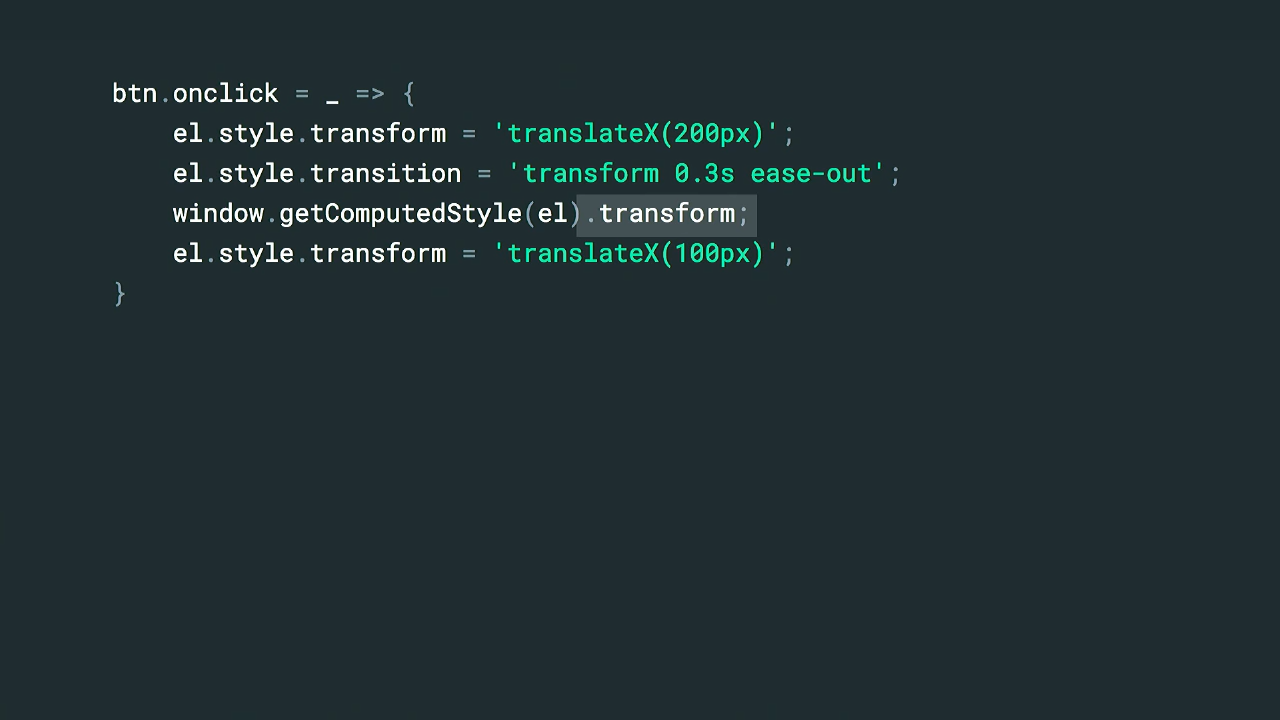 btn.onclick = _ => {
    el.style.transform = 'translateX(200px)';
    el.style.transition = 'transform 0.3s ease-out';
    window.getComputedStyle(el).transform;
    el.style.transform = 'translateX(100px)';
}